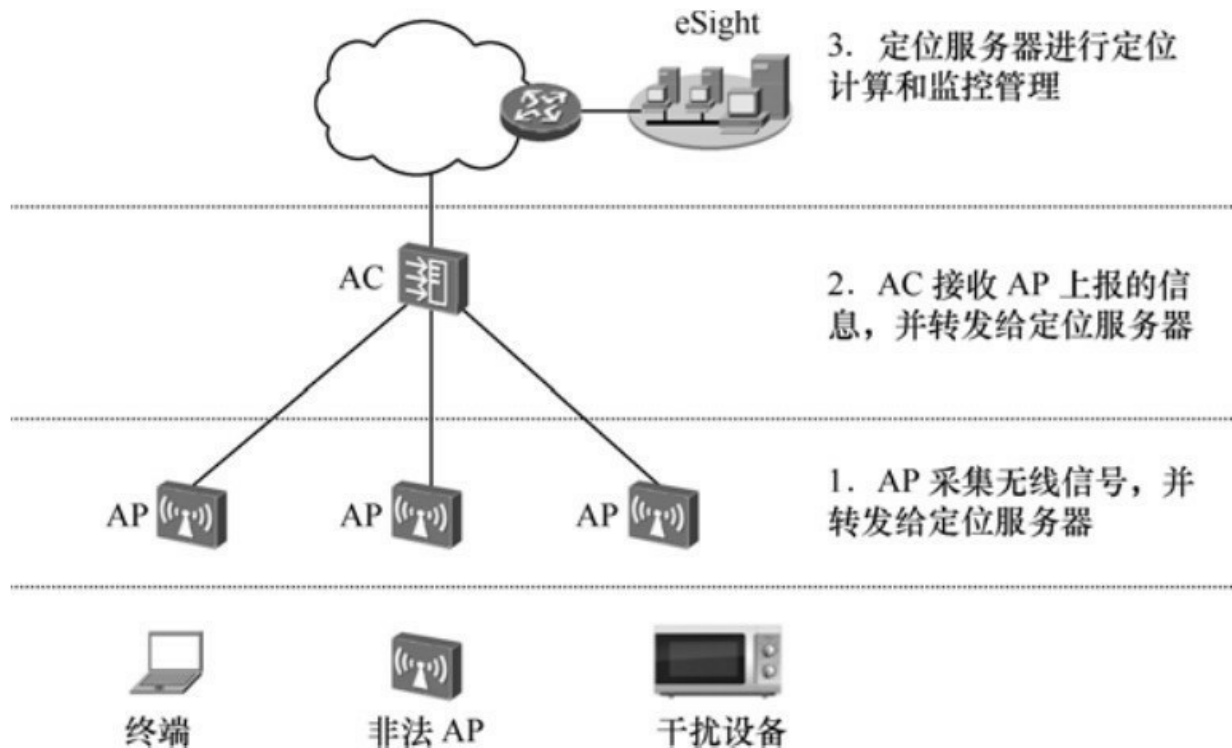 eSight
3．定位服务器进行定位
计算和监控管理
AC
2．AC 接收 AP 上报的信
息，并转发给定位服务器
AP
AP
AP
1．AP 采集无线信号，并
转发给定位服务器
终端
非法 AP
干扰设备